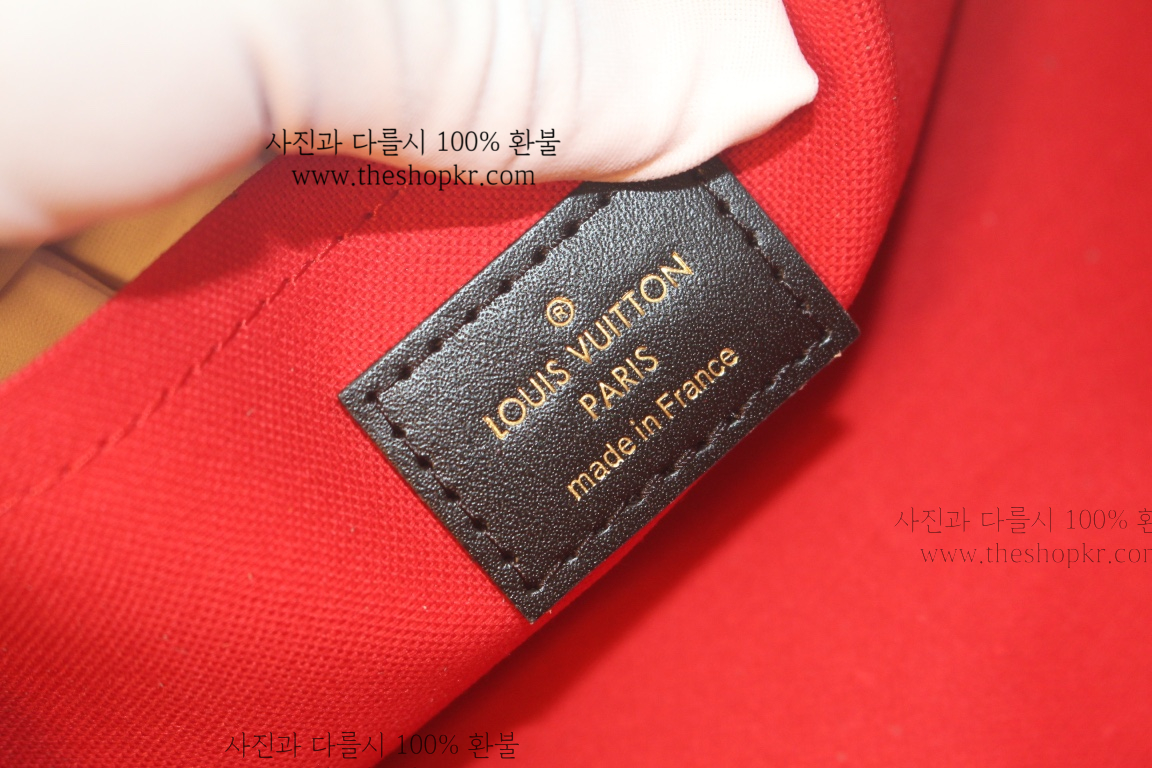 사진과 다를시 100% 환불
www.theshopkr.com
®
LOUIS VUITTON
PARIS
made in France
사진과 다를시 100%
www.theshopkr.com
사진과 다를시 100% 환불